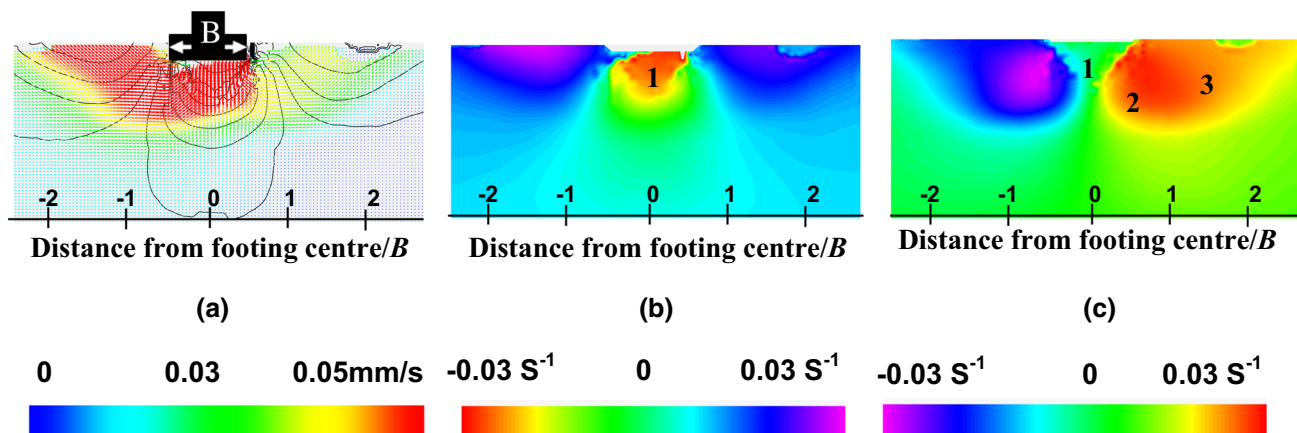 B
1
1
2
3
-2 -1 0 1 2
-2 -1 0 1 2
-2 -1 0 1 2
Distance from footing centre/B
Distance from footing centre/B
Distance from footing centre/B
(a)
(b)
(c)
0 0.03 0.05mm/s
-0.03 S⁻¹ 0 0.03 S⁻¹
-0.03 S⁻¹ 0 0.03 S⁻¹